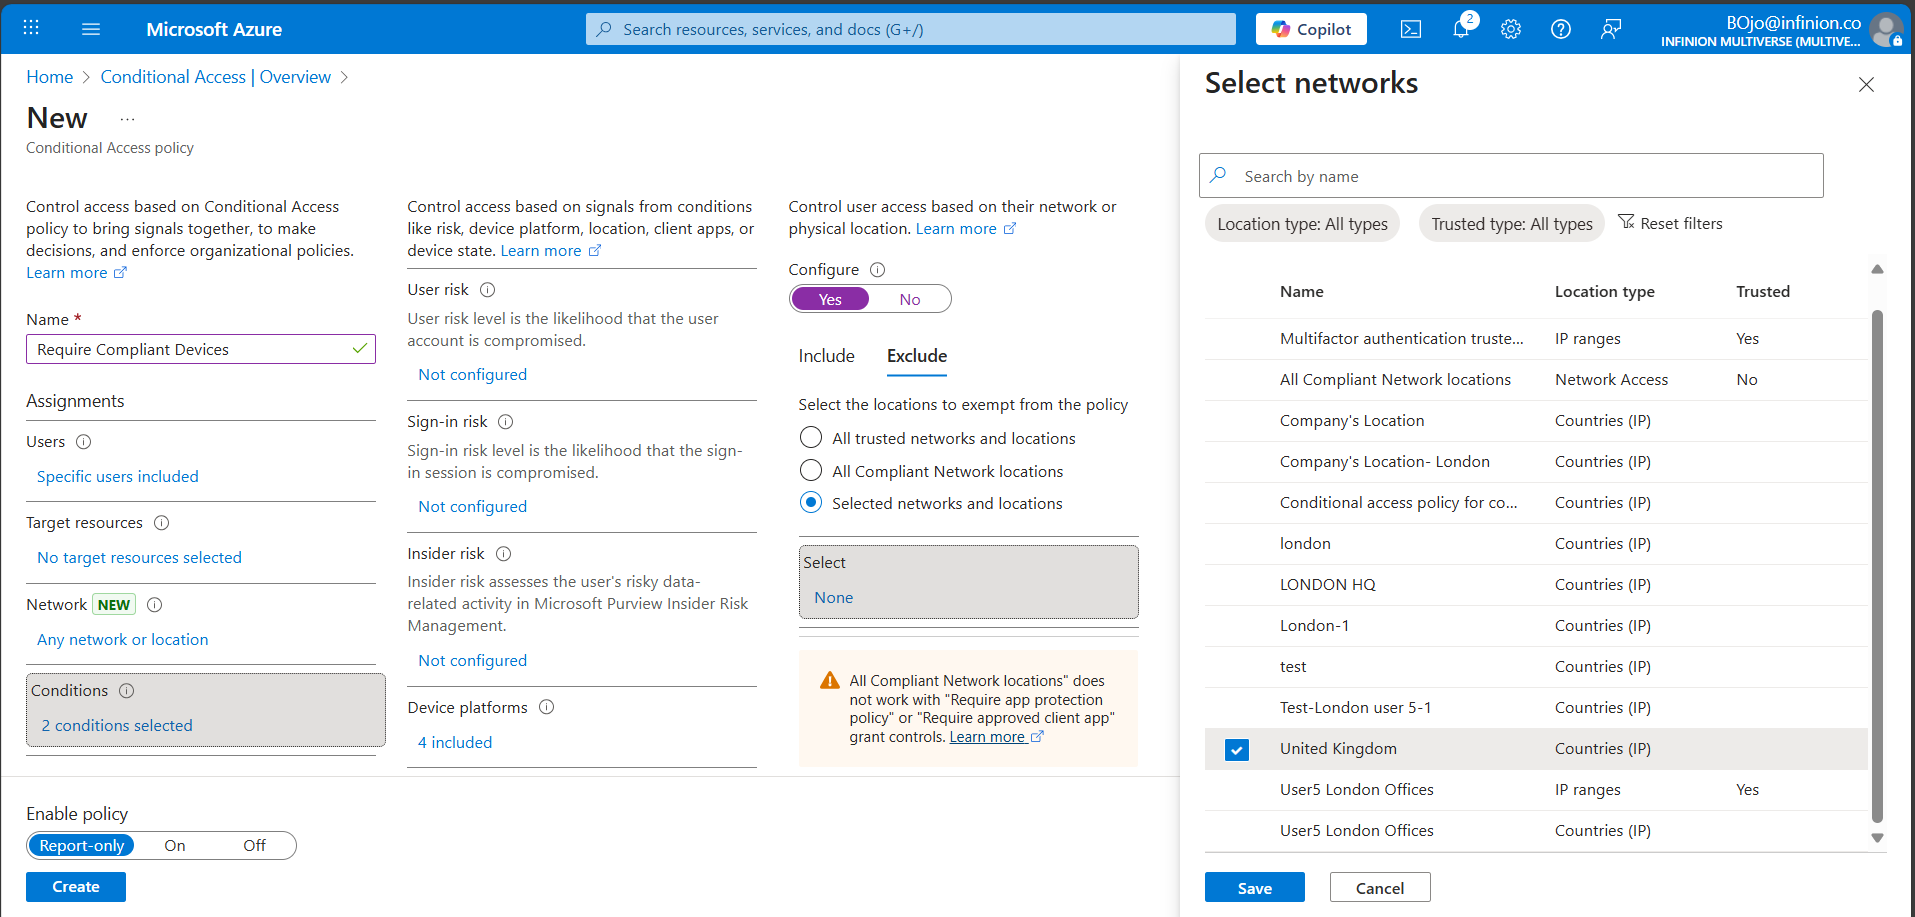 Microsoft Azure
Search resources, services, and docs (G+/)
Copilot
2
BOjo@infinion.co
INFINION MULTIVERSE (MULTIVE...
Home > Conditional Access | Overview >
New ...
Conditional Access policy
Control access based on Conditional Access
policy to bring signals together, to make
decisions, and enforce organizational policies.
Learn more
Name *
Require Compliant Devices
Assignments
Users
Specific users included
Target resources
No target resources selected
Network NEW
Any network or location
Conditions
2 conditions selected
Enable policy
Report-only On Off
Create
Control access based on signals from conditions
like risk, device platform, location, client apps, or
device state. Learn more
User risk
User risk level is the likelihood that the user
account is compromised.
Not configured
Sign-in risk
Sign-in risk level is the likelihood that the sign-
in session is compromised.
Not configured
Insider risk
Insider risk assesses the user's risky data-
related activity in Microsoft Purview Insider Risk
Management.
Not configured
Device platforms
4 included
Control user access based on their network or
physical location. Learn more
Configure
Yes No
Include Exclude
Select the locations to exempt from the policy
All trusted networks and locations
All Compliant Network locations
Selected networks and locations
Select
None
All Compliant Network locations" does
not work with "Require app protection
policy" or "Require approved client app"
grant controls. Learn more
Select networks
Search by name
Location type: All types Trusted type: All types Reset filters
Name Location type Trusted
Multifactor authentication truste... IP ranges Yes
All Compliant Network locations Network Access No
Company's Location Countries (IP)
Company's Location- London Countries (IP)
Conditional access policy for co... Countries (IP)
london Countries (IP)
LONDON HQ Countries (IP)
London-1 Countries (IP)
test Countries (IP)
Test-London user 5-1 Countries (IP)
United Kingdom Countries (IP)
User5 London Offices IP ranges Yes
User5 London Offices Countries (IP)
Save Cancel